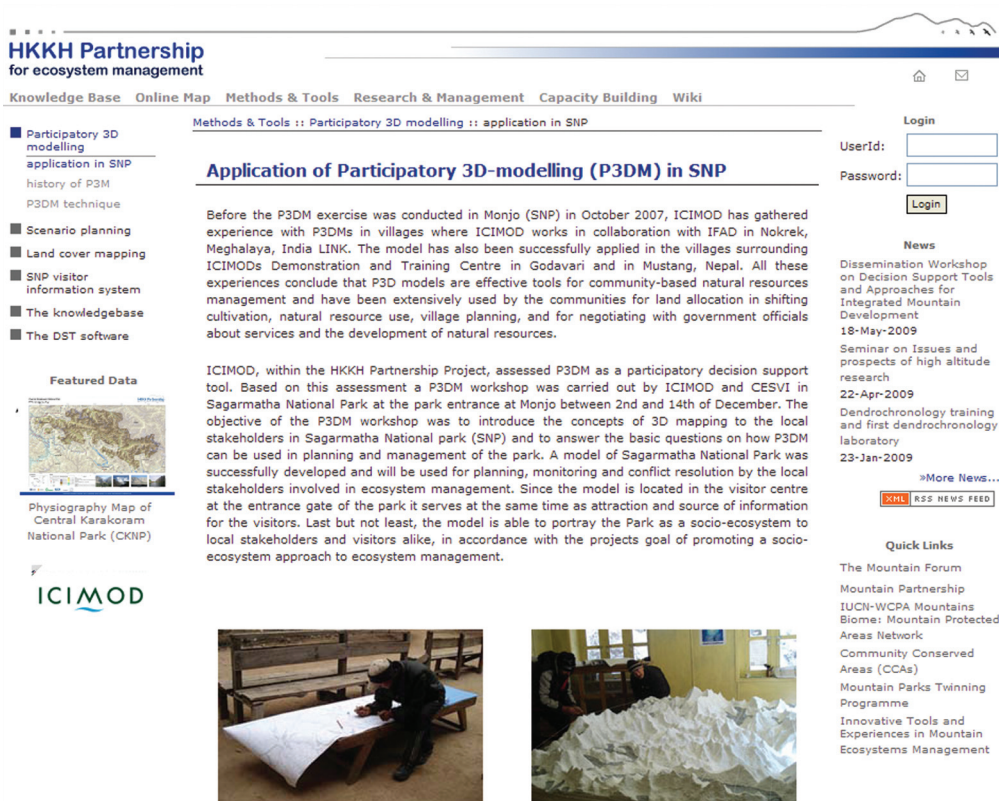 HKKH Partnership
for ecosystem management
Knowledge Base Online Map Methods & Tools Research & Management Capacity Building Wiki
Participatory 3D
modelling
application in SNP
history of P3M
P3DM technique
Scenario planning
Land cover mapping
SNP visitor
information system
The knowledgebase
The DST software
Featured Data
Physiography Map of
Central Karakoram
National Park (CKNP)
ICIMOD
Methods & Tools :: Participatory 3D modelling :: application in SNP
Application of Participatory 3D-modelling (P3DM) in SNP
Before the P3DM exercise was conducted in Monjo (SNP) in October 2007, ICIMOD has gathered
experience with P3DMs in villages where ICIMOD works in collaboration with IFAD in Nokrek,
Meghalaya, India LINK. The model has also been successfully applied in the villages surrounding
ICIMODs Demonstration and Training Centre in Godavari and in Mustang, Nepal. All these
experiences conclude that P3D models are effective tools for community-based natural resources
management and have been extensively used by the communities for land allocation in shifting
cultivation, natural resource use, village planning, and for negotiating with government officials
about services and the development of natural resources.
ICIMOD, within the HKKH Partnership Project, assessed P3DM as a participatory decision support
tool. Based on this assessment a P3DM workshop was carried out by ICIMOD and CESVI in
Sagarmatha National Park at the park entrance at Monjo between 2nd and 14th of December. The
objective of the P3DM workshop was to introduce the concepts of 3D mapping to the local
stakeholders in Sagarmatha National park (SNP) and to answer the basic questions on how P3DM
can be used in planning and management of the park. A model of Sagarmatha National Park was
successfully developed and will be used for planning, monitoring and conflict resolution by the local
stakeholders involved in ecosystem management. Since the model is located in the visitor centre
at the entrance gate of the park it serves at the same time as attraction and source of information
for the visitors. Last but not least, the model is able to portray the Park as a socio-ecosystem to
local stakeholders and visitors alike, in accordance with the projects goal of promoting a socio-
ecosystem approach to ecosystem management.
Login
UserId:
Password:
Login
News
Dissemination Workshop
on Decision Support Tools
and Approaches for
Integrated Mountain
Development
18-May-2009
Seminar on Issues and
prospects of high altitude
research
22-Apr-2009
Dendrochronology training
and first dendrochronology
laboratory
23-Jan-2009
»More News...
XML RSS NEWS FEED
Quick Links
The Mountain Forum
Mountain Partnership
IUCN-WCPA Mountains
Biome: Mountain Protected
Areas Network
Community Conserved
Areas (CCAs)
Mountain Parks Twinning
Programme
Innovative Tools and
Experiences in Mountain
Ecosystems Management